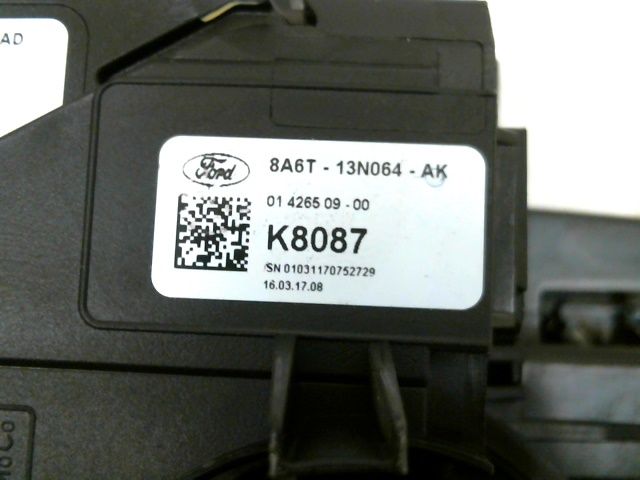 AD
Ford
8A6T - 13N064 - AK
01 4265 09 - 00
K8087
SN 01031170752729
16.03.17.08